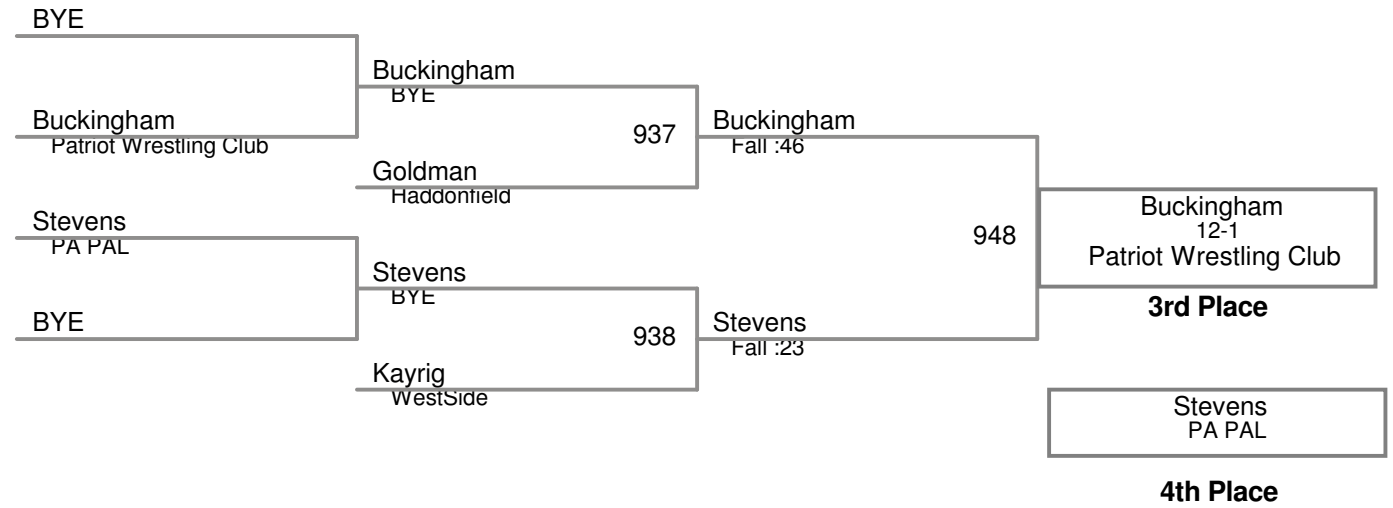 BYE
Buckingham
Patriot Wrestling Club
Stevens
PA PAL
BYE
Buckingham
BYE
937
Goldman
Haddonfield
Stevens
BYE
938
Kayrig
WestSide
Buckingham
Fall :46
948
Stevens
Fall :23
Buckingham
12-1
Patriot Wrestling Club
3rd Place
Stevens
PA PAL
4th Place